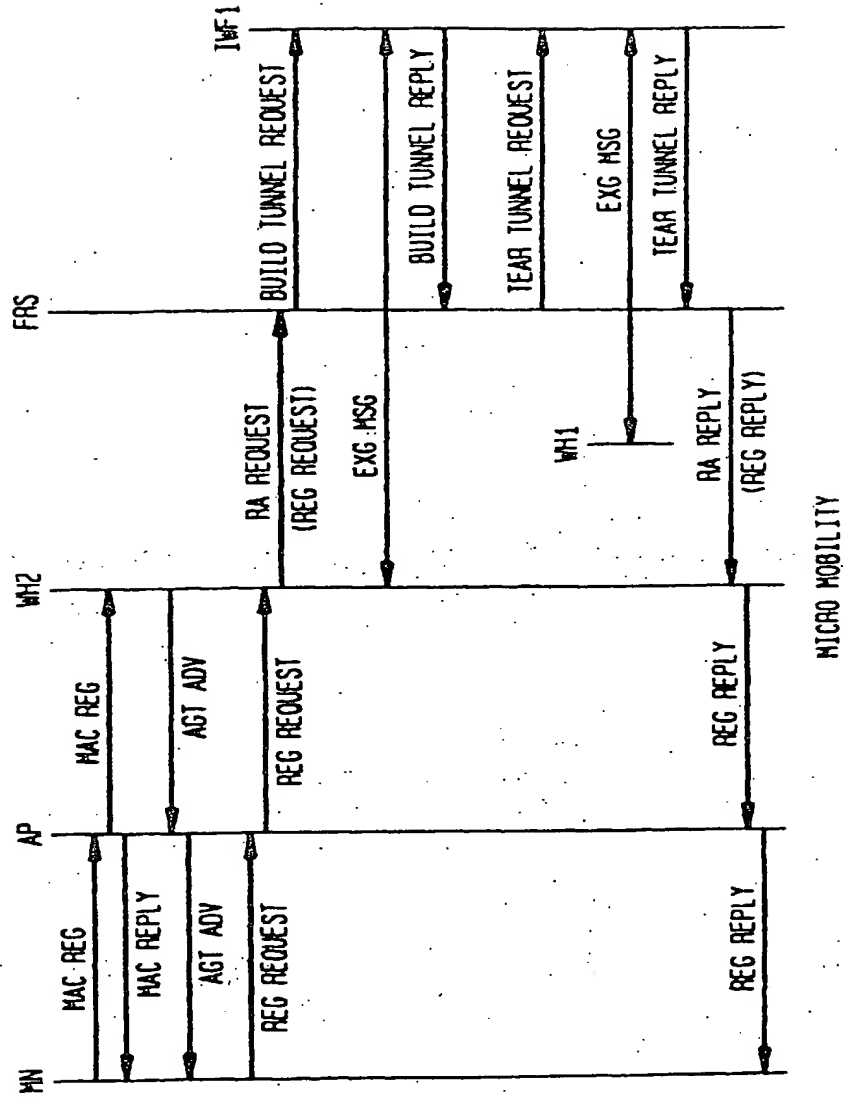 MN
AP
WH2
FRS
IWF1
MAC REG
MAC REG
MAC REPLY
AGT ADV
AGT ADV
REG REQUEST
REG REQUEST
RA REQUEST
(REG REQUEST)
BUILD TUNNEL REQUEST
EXG MSG
BUILD TUNNEL REPLY
TEAR TUNNEL REQUEST
WH1
EXG MSG
TEAR TUNNEL REPLY
RA REPLY
(REG REPLY)
REG REPLY
REG REPLY
MICRO MOBILITY